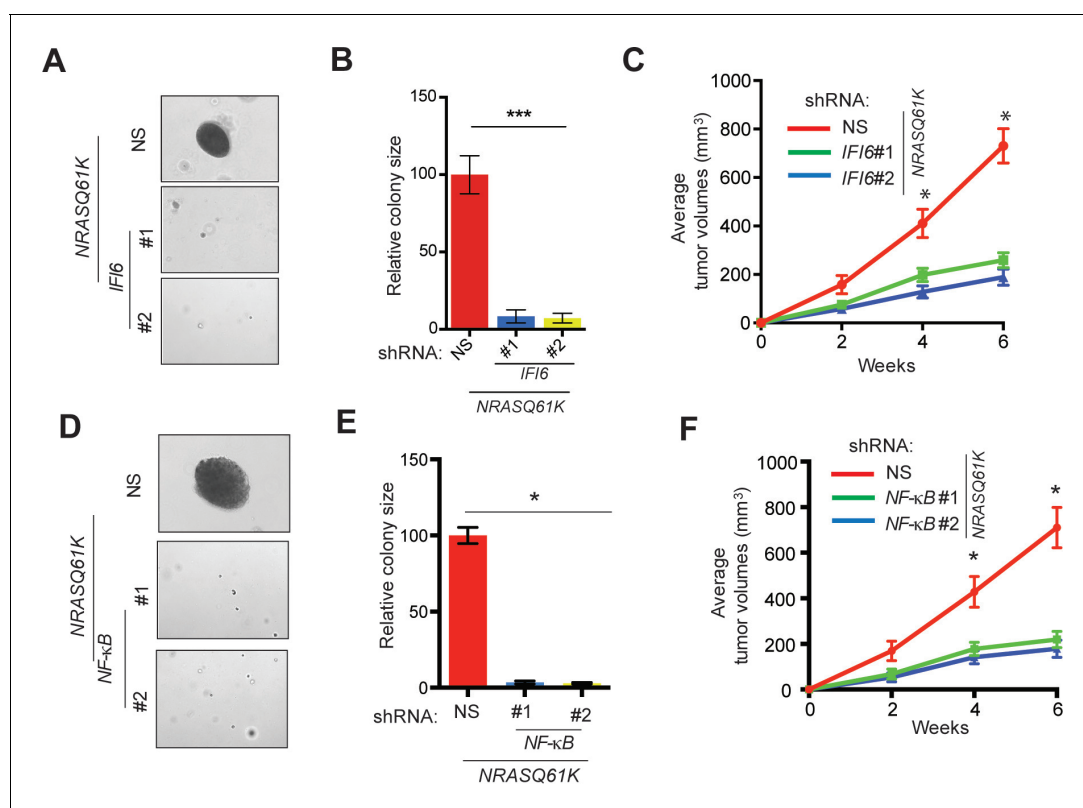 A
NRASQ61K
IFI6
NS
#1
#2
B
Relative colony size
150
100
50
0
***
shRNA:
NS
#1
#2
IFI6
NRASQ61K
C
Average
tumor volumes (mm³)
1000
800
600
400
200
0
shRNA:
NS
IFI6#1
IFI6#2
NRASQ61K
*
*
0 2 4 6
Weeks
D
NRASQ61K
NF-κB
NS
#1
#2
E
Relative colony size
150
100
50
0
*
shRNA: NS #1 #2
NF-κB
NRASQ61K
F
Average
tumor volumes (mm³)
1000
800
600
400
200
0
shRNA:
NS
NF-κB #1
NF-κB #2
NRASQ61K
*
*
0 2 4 6
Weeks